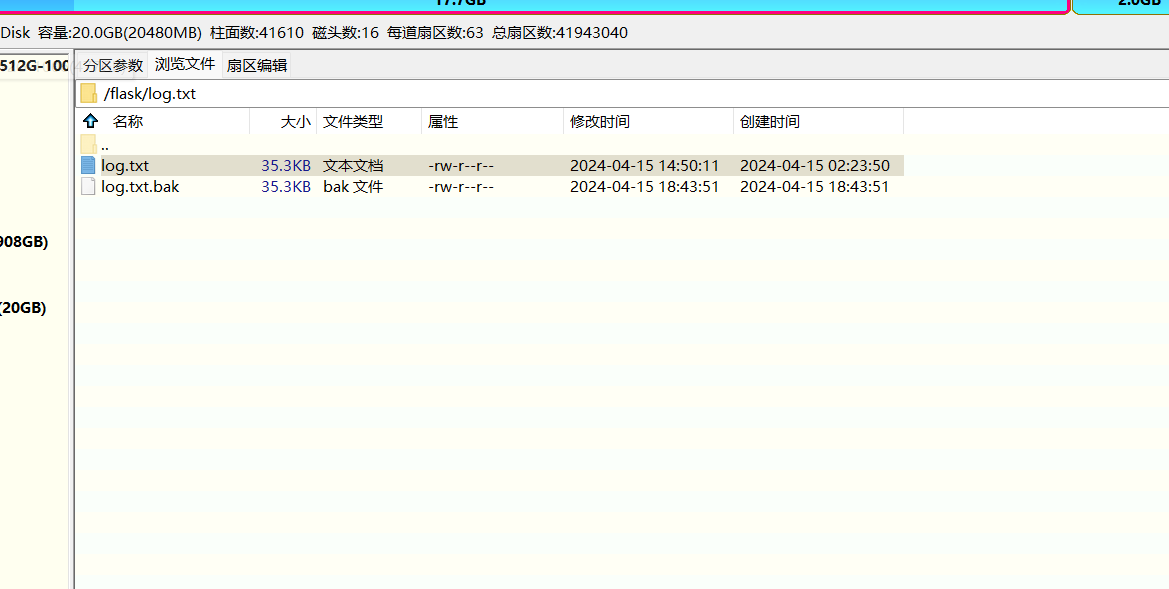 17.7GB 2.0GB
Disk 容量:20.0GB(20480MB) 柱面数:41610 磁头数:16 每道扇区数:63 总扇区数:41943040
512G-100 分区参数 浏览文件 扇区编辑
/flask/log.txt
名称 大小 文件类型 属性 修改时间 创建时间
..
log.txt 35.3KB 文本文档 -rw-r--r-- 2024-04-15 14:50:11 2024-04-15 02:23:50
log.txt.bak 35.3KB bak 文件 -rw-r--r-- 2024-04-15 18:43:51 2024-04-15 18:43:51
908GB)
(20GB)